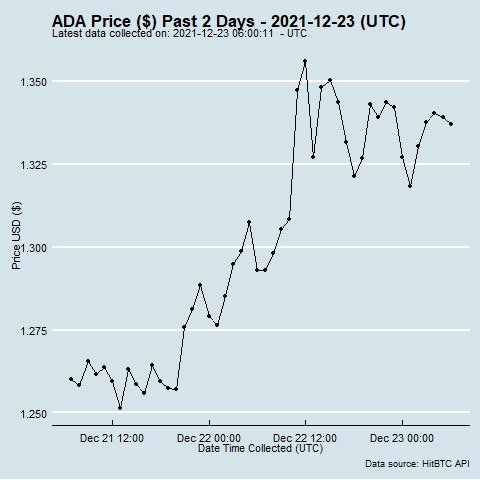 ADA Price ($) Past 2 Days - 2021-12-23 (UTC)
Latest data collected on: 2021-12-23 06:00:11 - UTC
1.350
1.325
1.300
1.275
1.250
Price USD ($)
Dec 21 12:00 Dec 22 00:00 Dec 22 12:00 Dec 23 00:00
Date Time Collected (UTC)
Data source: HitBTC API